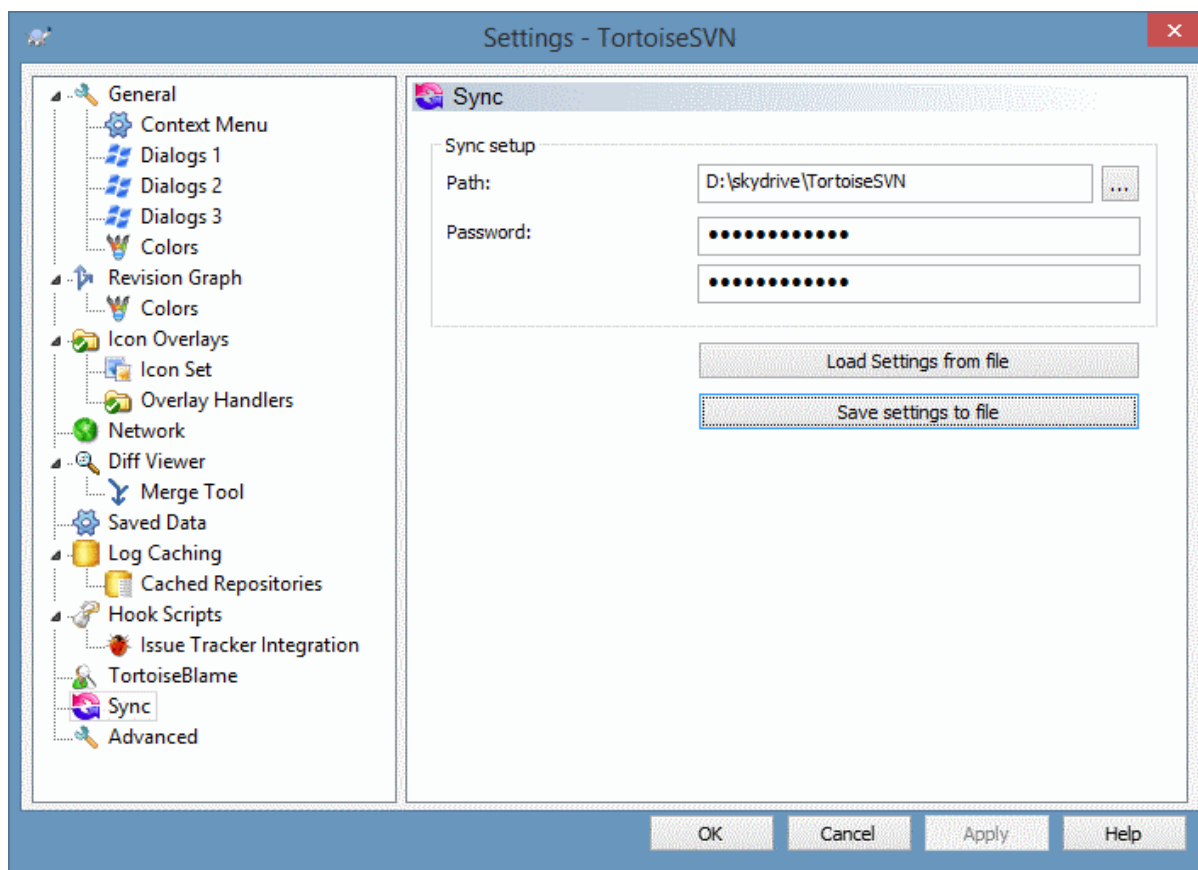 Settings - TortoiseSVN
General
Context Menu
Dialogs 1
Dialogs 2
Dialogs 3
Colors
Revision Graph
Colors
Icon Overlays
Icon Set
Overlay Handlers
Network
Diff Viewer
Merge Tool
Saved Data
Log Caching
Cached Repositories
Hook Scripts
Issue Tracker Integration
TortoiseBlame
Sync
Advanced
Sync
Sync setup
Path: D:\skydrive\TortoiseSVN ...
Password: ●●●●●●●●●●●●
●●●●●●●●●●●●
Load Settings from file
Save settings to file
OK Cancel Apply Help